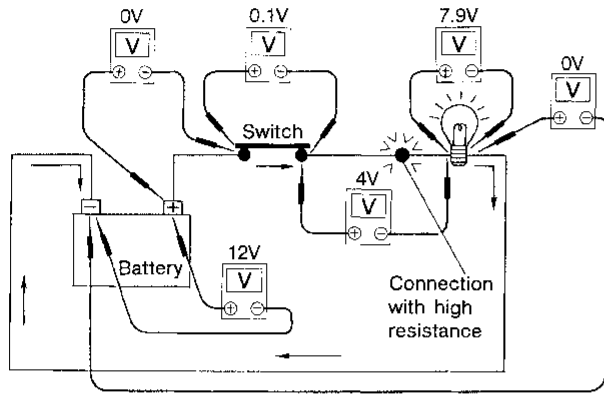 0V
0.1V
7.9V
0V
V
V
V
V
+ −
+ −
+ −
+ −
Switch
4V
V
+ −
− +
Battery
12V
V
+ −
Connection
with high
resistance